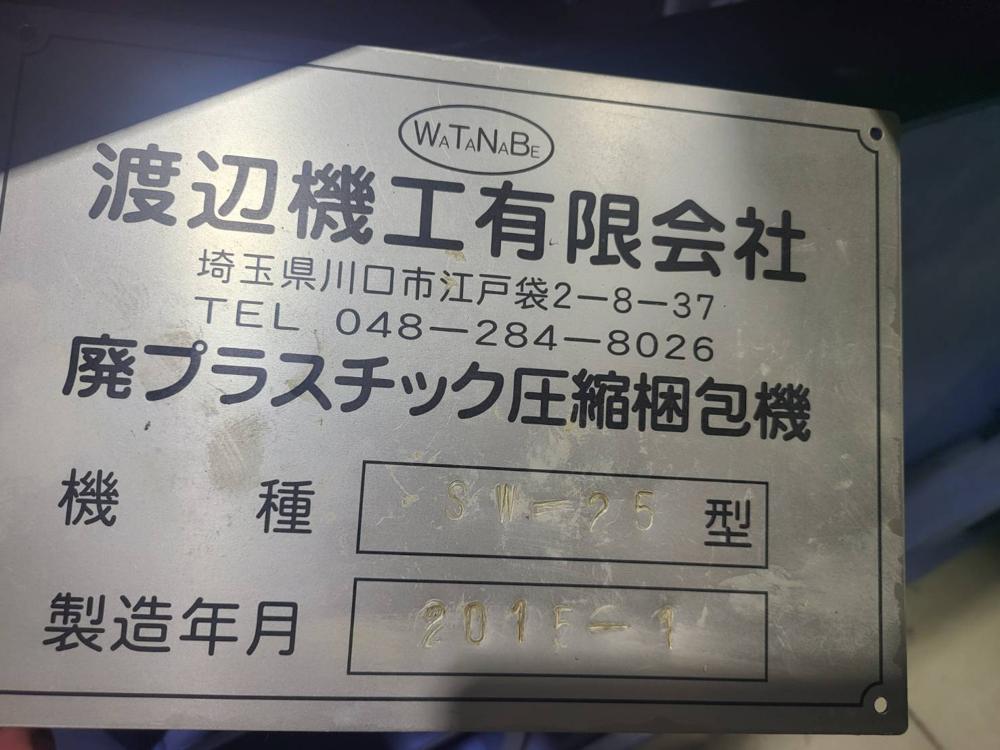 WATANABE
渡辺機工有限会社
埼玉県川口市江戸袋2-8-37
TEL 048-284-8026
廃プラスチック圧縮梱包機
機種 SW-25 型
製造年月 2015-1